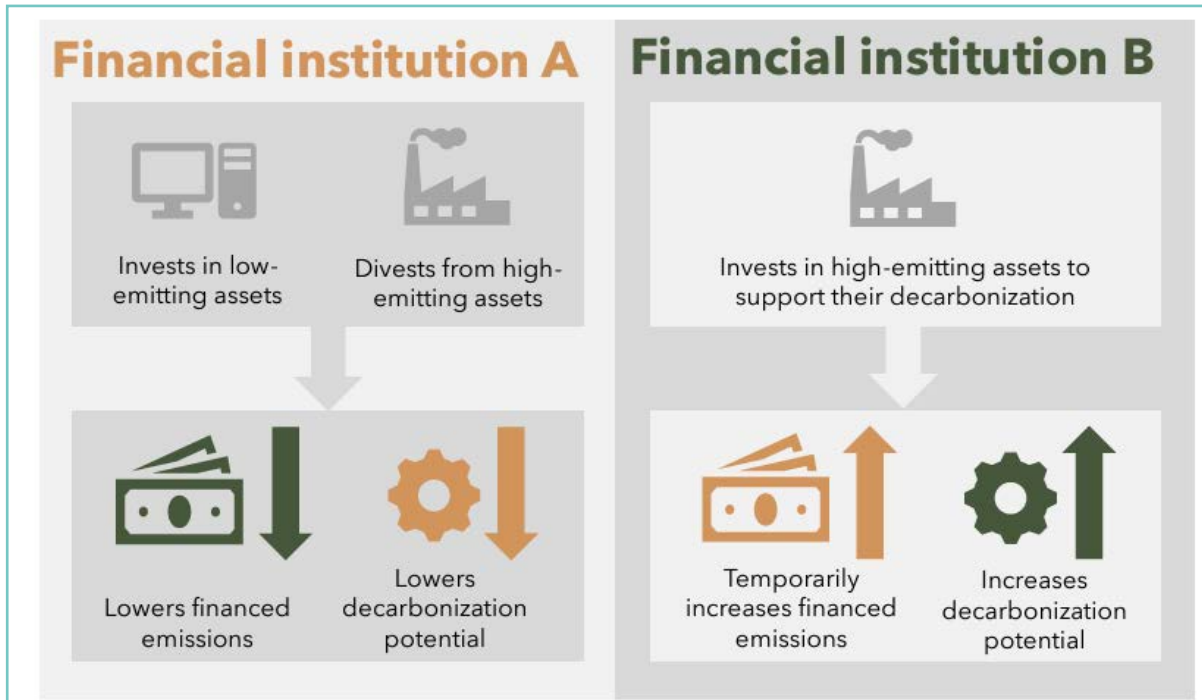 Financial institution A
Invests in low-
emitting assets
Divests from high-
emitting assets
Lowers financed
emissions
Lowers
decarbonization
potential
Financial institution B
Invests in high-emitting assets to
support their decarbonization
Temporarily
increases financed
emissions
Increases
decarbonization
potential